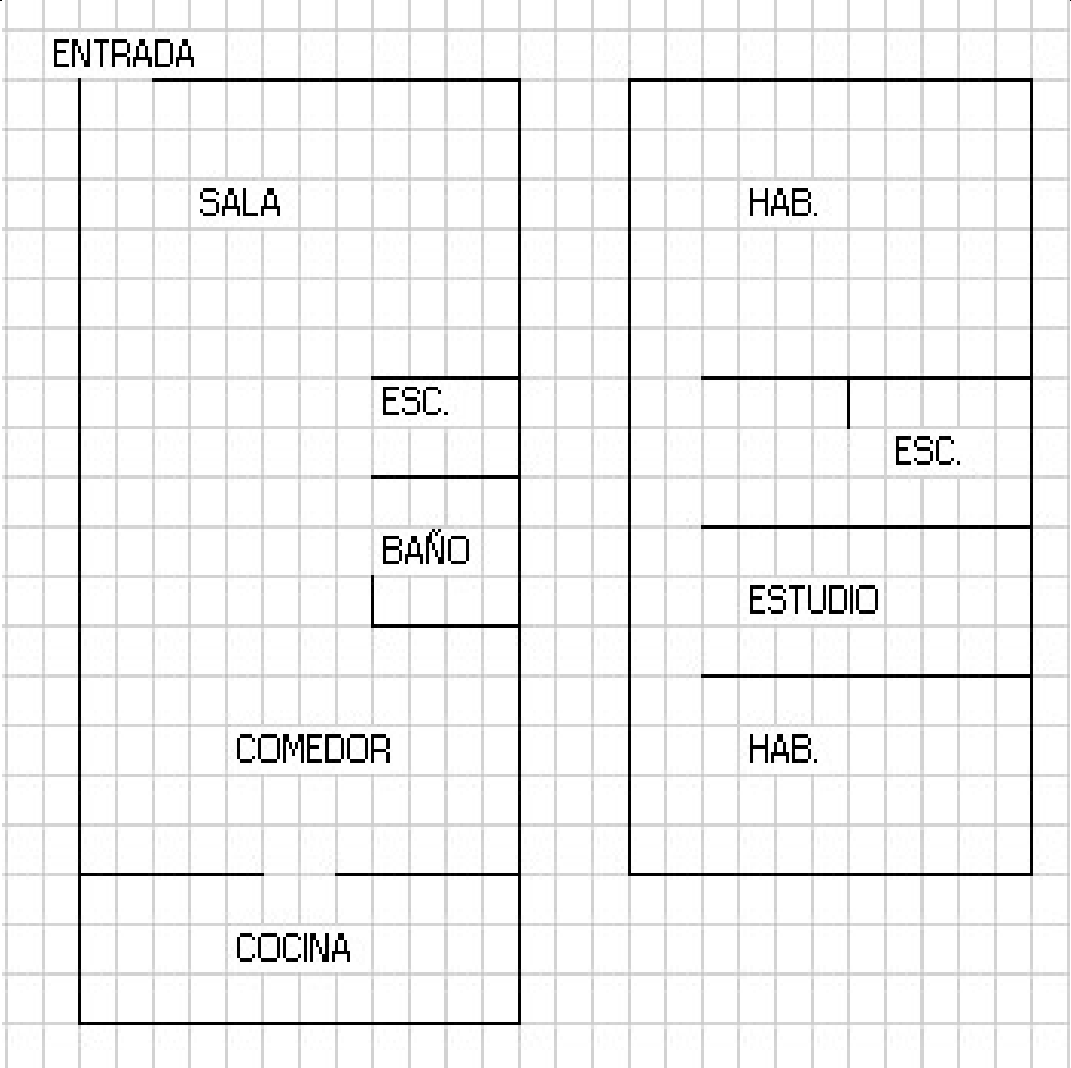 ENTRADA
SALA
ESC.
BAÑO
COMEDOR
COCINA
HAB.
ESC.
ESTUDIO
HAB.